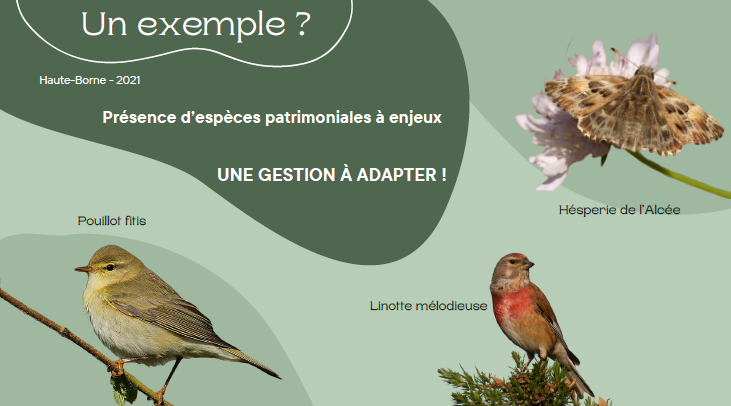 Un exemple ?
Haute-Borne - 2021
Présence d'espèces patrimoniales à enjeux
UNE GESTION À ADAPTER !
Hésperie de l'Alcée
Pouillot fitis
Linotte mélodieuse